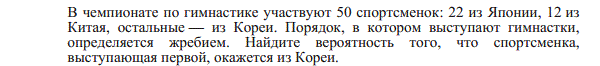 В чемпионате по гимнастике участвуют 50 спортсменок: 22 из Японии, 12 из
Китая, остальные — из Кореи. Порядок, в котором выступают гимнастки,
определяется жребием. Найдите вероятность того, что спортсменка,
выступающая первой, окажется из Кореи.